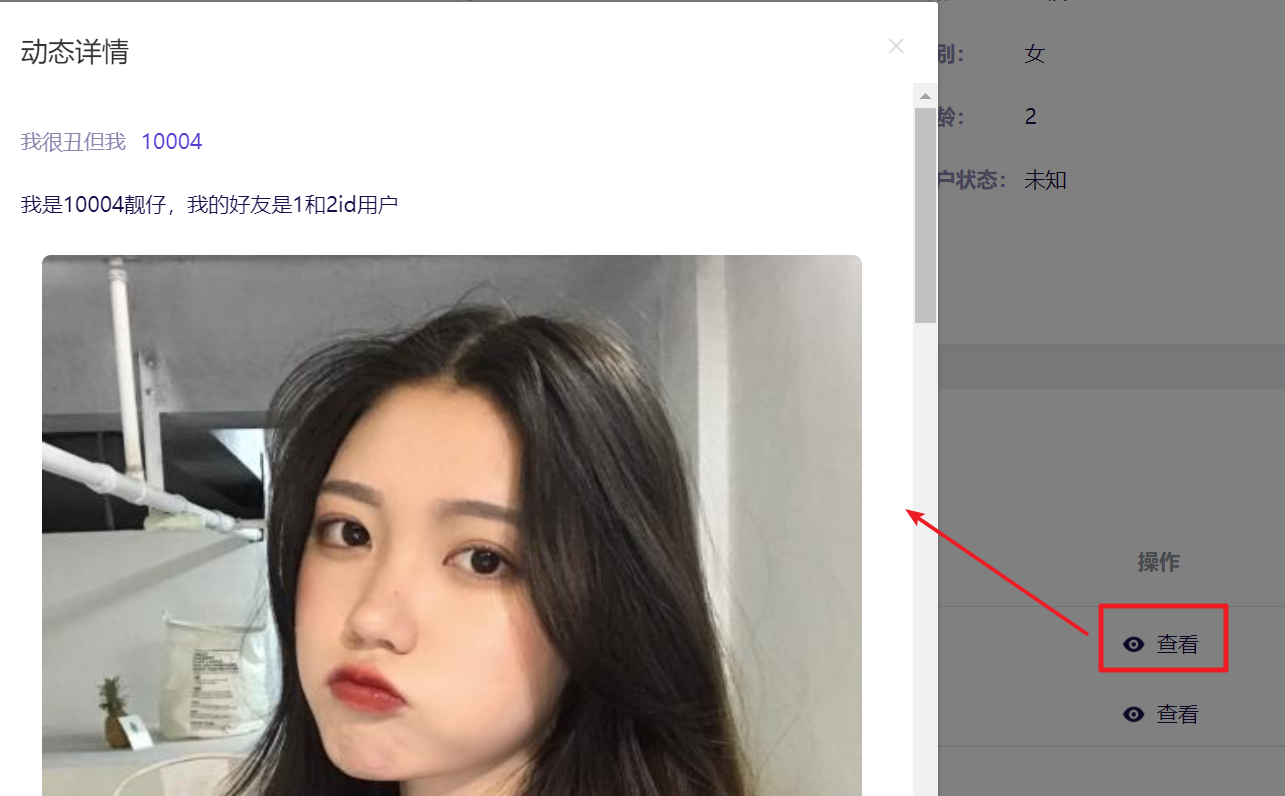 动态详情
我很丑但我 10004
我是10004靓仔，我的好友是1和2id用户
别： 女
龄： 2
户状态： 未知
操作
查看
查看